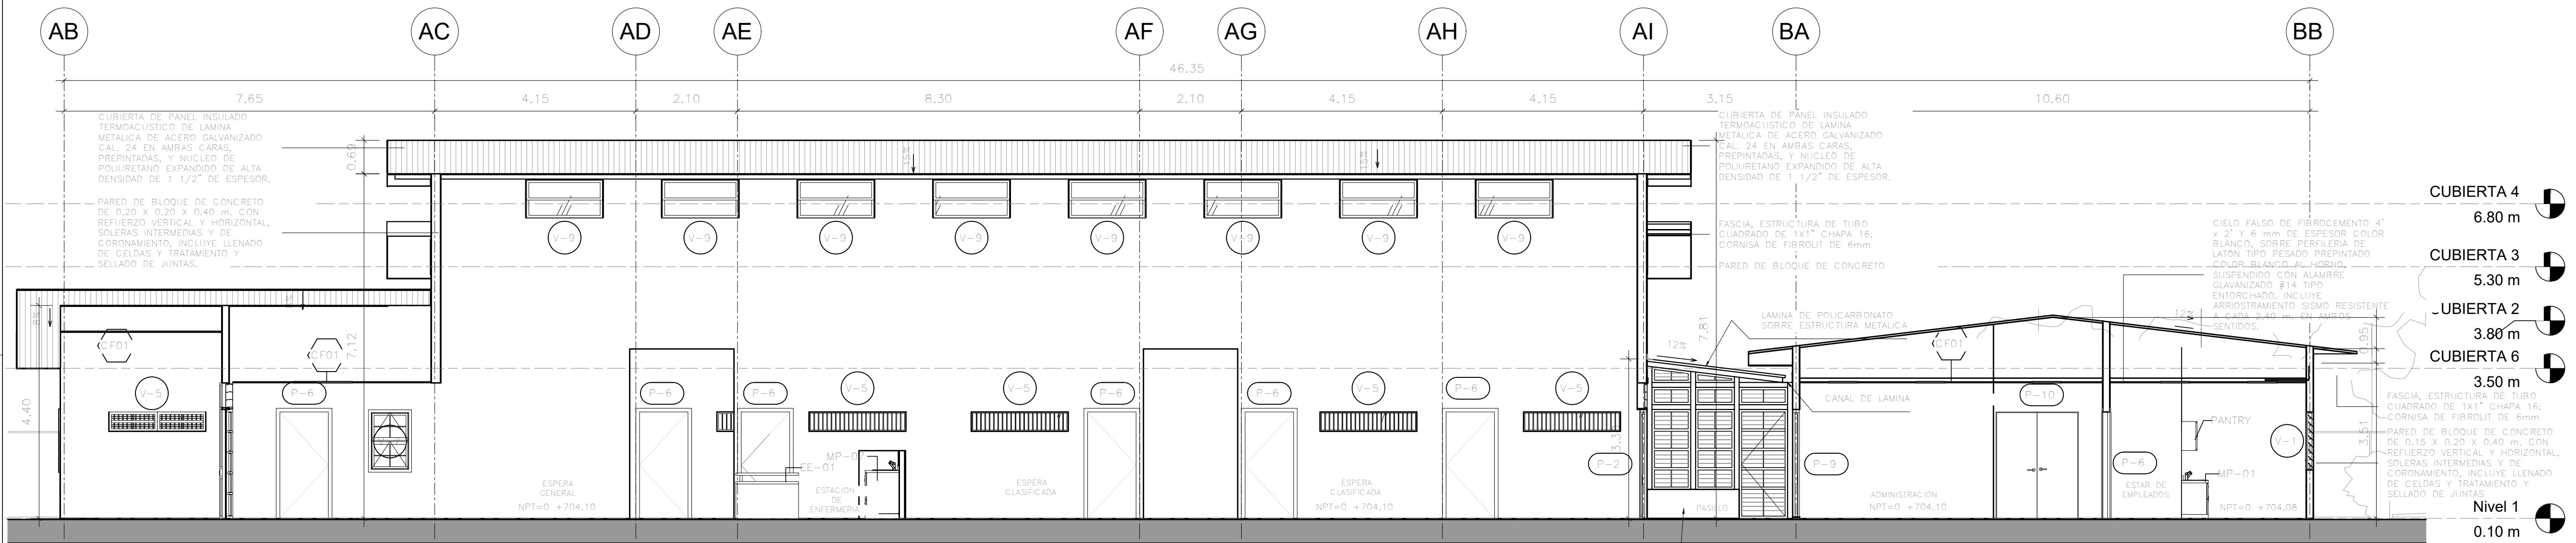 AB
AC
AD
AE
AF
AG
AH
AI
BA
BB
46.35
7.65
4.15
2.10
8.30
2.10
4.15
4.15
3.15
10.60
CUBIERTA DE PANEL INSULADO
TERMOACUSTICO DE LAMINA
METALICA DE ACERO GALVANIZADO
CAL. 24 EN AMBAS CARAS,
PREPINTADAS, Y NUCLEO DE
POLIURETANO EXPANDIDO DE ALTA
DENSIDAD DE 1 1/2" DE ESPESOR.
PARED DE BLOQUE DE CONCRETO
DE 0.20 X 0.20 X 0.40 m. CON
REFUERZO VERTICAL Y HORIZONTAL,
SOLERAS INTERMEDIAS Y DE
CORONAMIENTO, INCLUYE LLENADO
DE CELDAS Y TRATAMIENTO Y
SELLADO DE JUNTAS.
0.69
15%
15%
CUBIERTA DE PANEL INSULADO
TERMOACUSTICO DE LAMINA
METALICA DE ACERO GALVANIZADO
CAL. 24 EN AMBAS CARAS,
PREPINTADAS, Y NUCLEO DE
POLIURETANO EXPANDIDO DE ALTA
DENSIDAD DE 1 1/2" DE ESPESOR.
FASCIA, ESTRUCTURA DE TUBO
CUADRADO DE 1X1" CHAPA 16;
CORNISA DE FIBROLIT DE 6mm
PARED DE BLOQUE DE CONCRETO
V-9
V-9
V-9
V-9
V-9
V-9
V-9
V-9
CIELO FALSO DE FIBROCEMENTO 4'
x 2' Y 6 mm DE ESPESOR COLOR
BLANCO, SOBRE PERFILERIA DE
LATÓN TIPO PESADO PREPINTADO
COLOR BLANCO AL HORNO,
SUSPENDIDO CON ALAMBRE
GLAVANIZADO #14 TIPO
ENTORCHADO, INCLUYE
ARRIOSTRAMIENTO SISMO RESISTENTE
A CADA 2.40 m. EN AMBOS
SENTIDOS.
CUBIERTA 4
6.80 m
CUBIERTA 3
5.30 m
UBIERTA 2
3.80 m
CUBIERTA 6
3.50 m
Nivel 1
0.10 m
8%
CF01
CF01
7.12
4.40
7.81
LAMINA DE POLICARBONATO
SOBRE ESTRUCTURA METALICA
12%
12%
CF01
0.95
CANAL DE LAMINA
V-5
P-6
P-6
P-6
V-5
V-5
P-6
P-6
V-5
P-6
V-5
P-2
P-9
P-10
P-6
V-1
PANTRY
MP-01
3.51
FASCIA, ESTRUCTURA DE TUBO
CUADRADO DE 1X1" CHAPA 16;
CORNISA DE FIBROLIT DE 6mm
PARED DE BLOQUE DE CONCRETO
DE 0.15 X 0.20 X 0.40 m. CON
REFUERZO VERTICAL Y HORIZONTAL,
SOLERAS INTERMEDIAS Y DE
CORONAMIENTO, INCLUYE LLENADO
DE CELDAS Y TRATAMIENTO Y
SELLADO DE JUNTAS
EE-01
ESPERA
GENERAL
NPT=0 +704.10
ESTACIÓN
DE
ENFERMERIA
ESPERA
CLASIFICADA
ESPERA
CLASIFICADA
NPT=0 +704.10
PASILLO
ADMINISTRACIÓN
NPT=0 +704.10
ESTAR DE
EMPLEADOS
NPT=0 +704.08